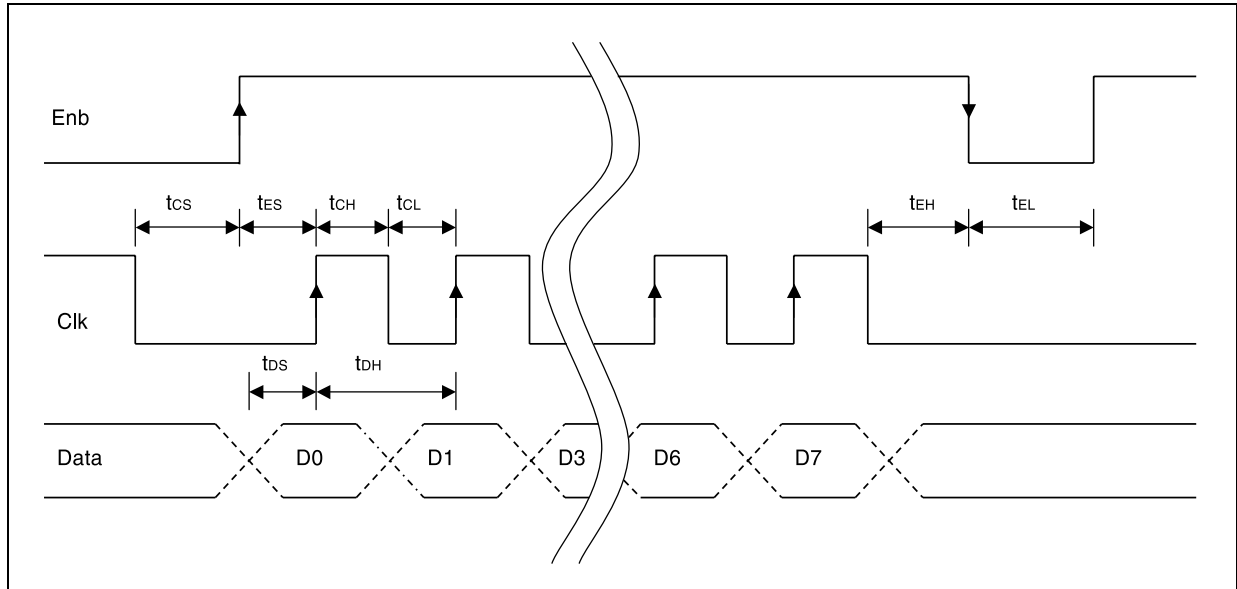 Enb
tCS tES tCH tCL tEH tEL
Clk
tDS tDH
Data D0 D1 D3 D6 D7